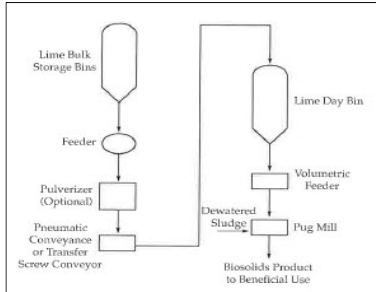 Lime Bulk
Storage Bins
Feeder
Pulverizer
(Optional)
Pneumatic
Conveyance
or Transfer
Screw Conveyor
Lime Day Bin
Volumetric
Feeder
Dewatered
Sludge
Pug Mill
Biosolids Product
to Beneficial Use